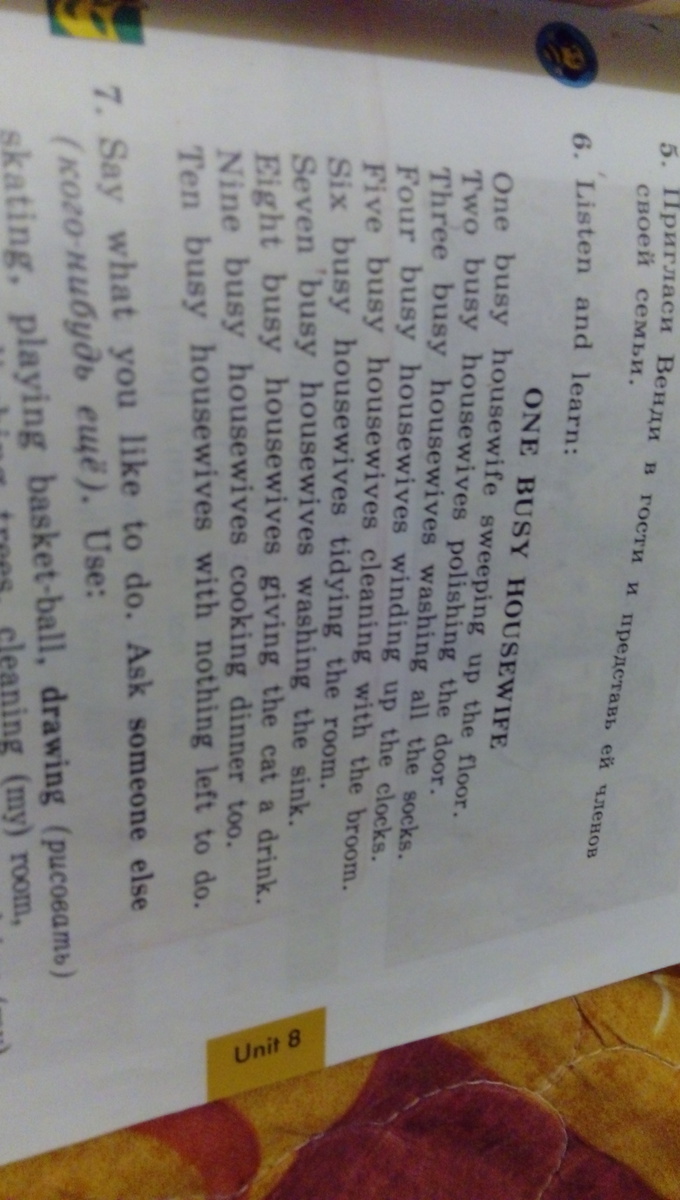 5. Пригласи Венди в гости и представь ей членов
своей семьи.
6. Listen and learn:
ONE BUSY HOUSEWIFE
One busy housewife sweeping up the floor.
Two busy housewives polishing the door.
Three busy housewives washing all the socks.
Four busy housewives winding up the clocks.
Five busy housewives cleaning with the broom.
Six busy housewives tidying the room.
Seven busy housewives washing the sink.
Eight busy housewives giving the cat a drink.
Nine busy housewives cooking dinner too.
Ten busy housewives with nothing left to do.
7. Say what you like to do. Ask someone else
(кого-нибудь ещё). Use:
skating, playing basket-ball, drawing (рисовать)
trees, cleaning (my) room,
Unit 8